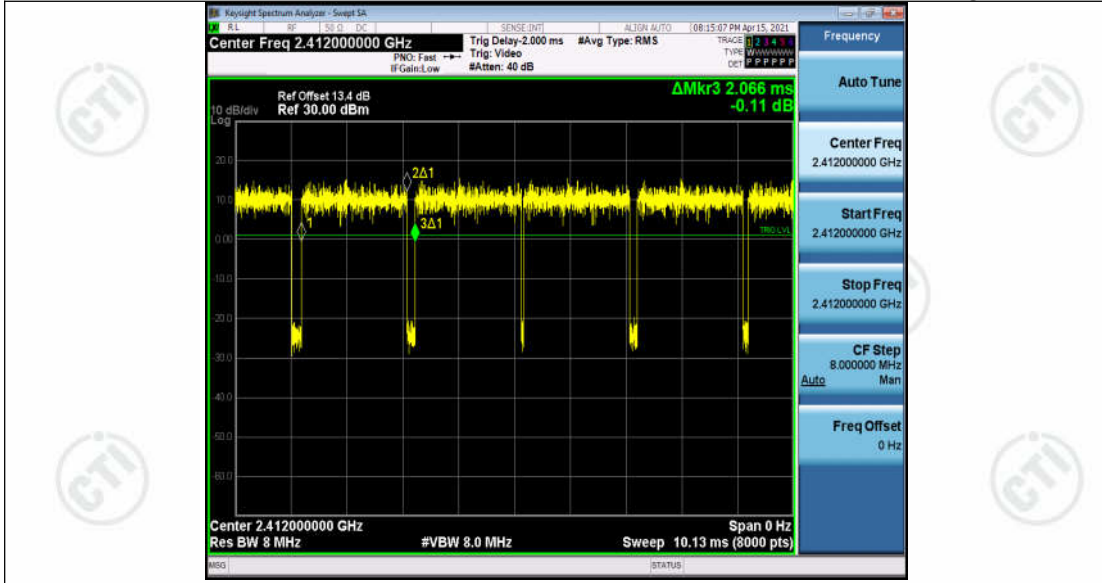 Keysight Spectrum Analyzer - Swept SA
RL RF 50 Ω DC SENSE:INT ALIGN AUTO 08:15:07 PM Apr 15, 2021
Center Freq 2.412000000 GHz
PNO: Fast
IFGain:Low
Trig Delay-2.000 ms
Trig: Video
#Atten: 40 dB
#Avg Type: RMS
TRACE 1 2 3 4 5 6
TYPE W
DET P P P P P P
Frequency
ΔMkr3 2.066 ms
-0.11 dB
Ref Offset 13.4 dB
10 dB/div Ref 30.00 dBm
Log
20.0
10.0
0.00
-10.0
-20.0
-30.0
-40.0
-50.0
-60.0
2Δ1
1
3Δ1
TRIG LVL
Center 2.412000000 GHz Span 0 Hz
Res BW 8 MHz #VBW 8.0 MHz Sweep 10.13 ms (8000 pts)
MSG STATUS
Auto Tune
Center Freq
2.412000000 GHz
Start Freq
2.412000000 GHz
Stop Freq
2.412000000 GHz
CF Step
8.000000 MHz
Auto Man
Freq Offset
0 Hz
CTI
CTI
CTI
CTI